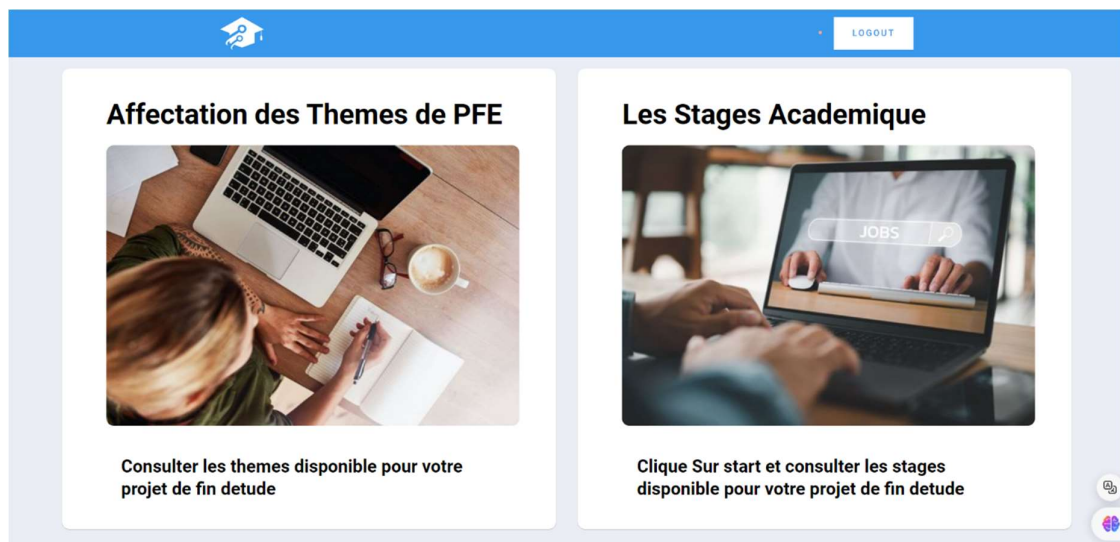 LOGOUT
Affectation des Themes de PFE
Les Stages Academique
JOBS
Consulter les themes disponible pour votre
projet de fin detude
Clique Sur start et consulter les stages
disponible pour votre projet de fin detude